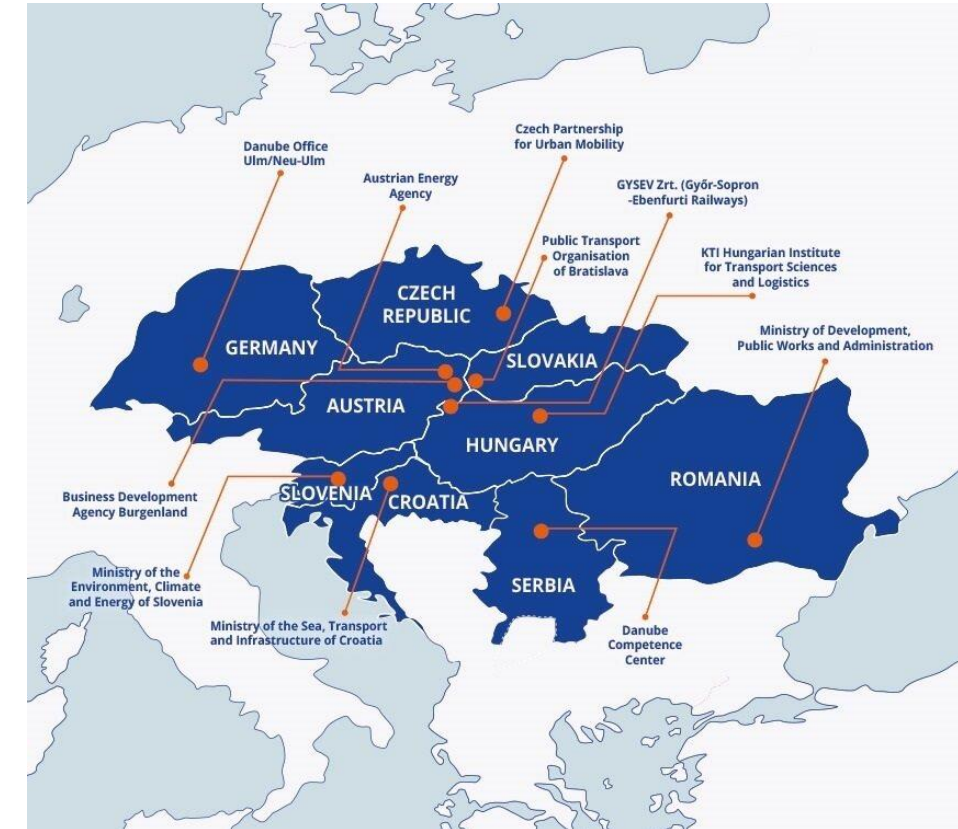 Czech Partnership
for Urban Mobility
Danube Office
Ulm/Neu-Ulm
Austrian Energy
Agency
GYSEV Zrt. (Győr-Sopron
-Ebenfurti Railways)
Public Transport
Organisation
of Bratislava
KTI Hungarian Institute
for Transport Sciences
and Logistics
Ministry of Development,
Public Works and Administration
CZECH
REPUBLIC
GERMANY
SLOVAKIA
AUSTRIA
HUNGARY
ROMANIA
SLOVENIA
CROATIA
SERBIA
Business Development
Agency Burgenland
Ministry of the
Environment, Climate
and Energy of Slovenia
Ministry of the Sea, Transport
and Infrastructure of Croatia
Danube
Competence
Center